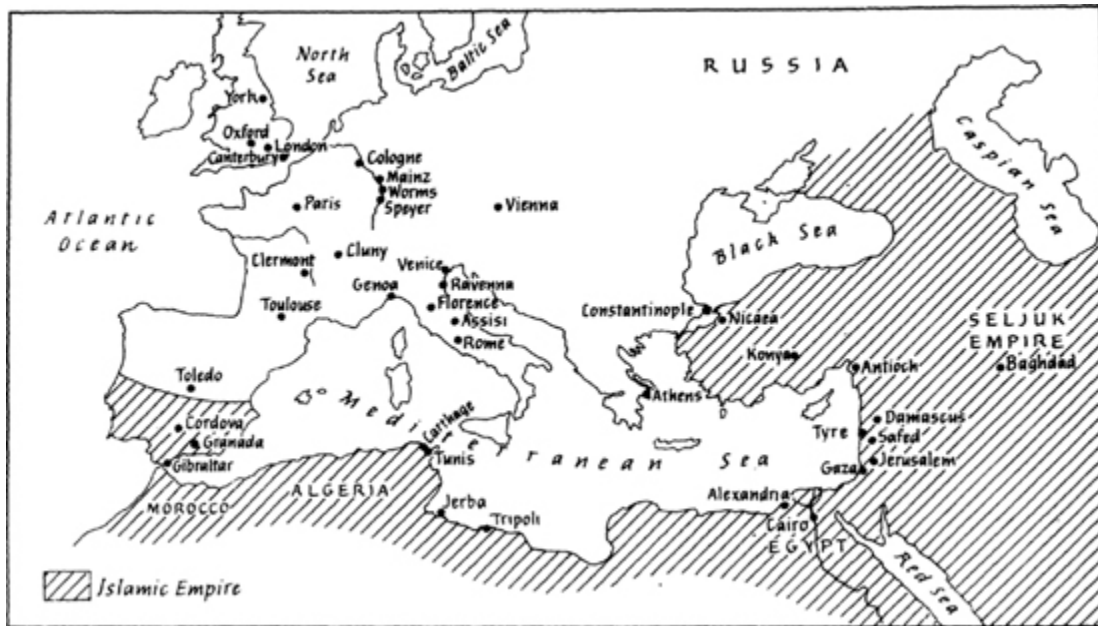 North
Sea
Baltic Sea
RUSSIA
York
Oxford
London
Canterbury
Cologne
Mainz
Worms
Speyer
Paris
Vienna
Atlantic
Ocean
Cluny
Clermont
Venice
Genoa
Ravenna
Florence
Toulouse
Assisi
Rome
Black Sea
Caspian Sea
Constantinople
Nicaea
SELJUK
EMPIRE
Konya
Antioch
Baghdad
Athens
Toledo
Cordova
Granada
Gibraltar
Mediterranean Sea
Carthage
Tunis
Damascus
Tyre
Safed
Jerusalem
Gaza
ALGERIA
MOROCCO
Jerba
Tripoli
Alexandria
Cairo
EGYPT
Red Sea
Islamic Empire